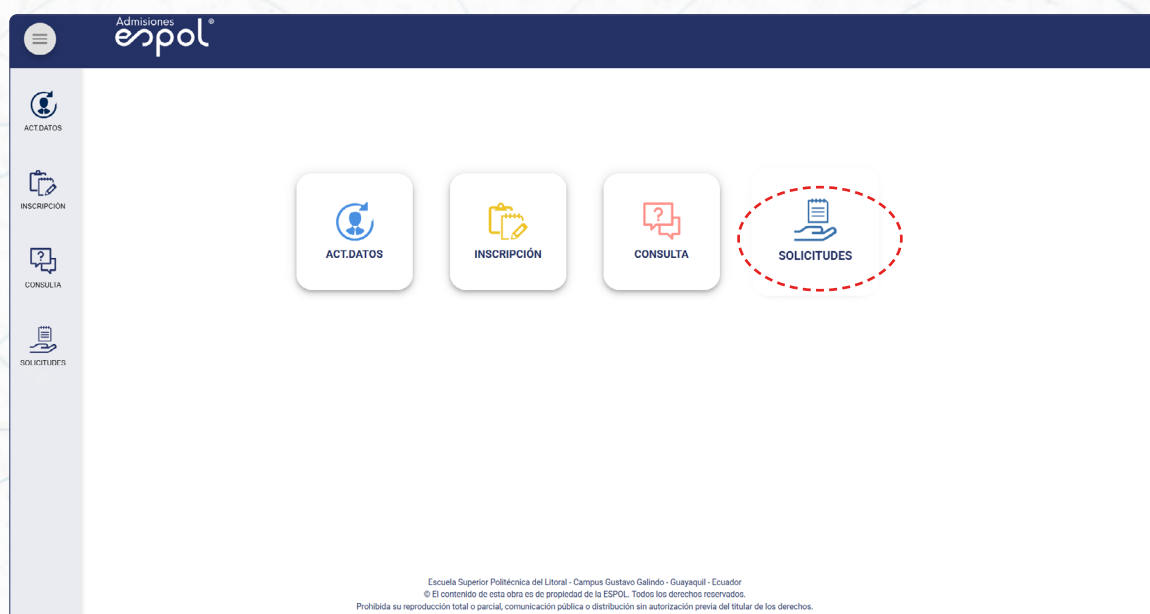 Admisiones
espol®
ACT.DATOS
INSCRIPCIÓN
CONSULTA
SOLICITUDES
ACT.DATOS
INSCRIPCIÓN
CONSULTA
SOLICITUDES
Escuela Superior Politécnica del Litoral - Campus Gustavo Galindo - Guayaquil - Ecuador
© El contenido de esta obra es de propiedad de la ESPOL. Todos los derechos reservados.
Prohibida su reproducción total o parcial, comunicación pública o distribución sin autorización previa del titular de los derechos.